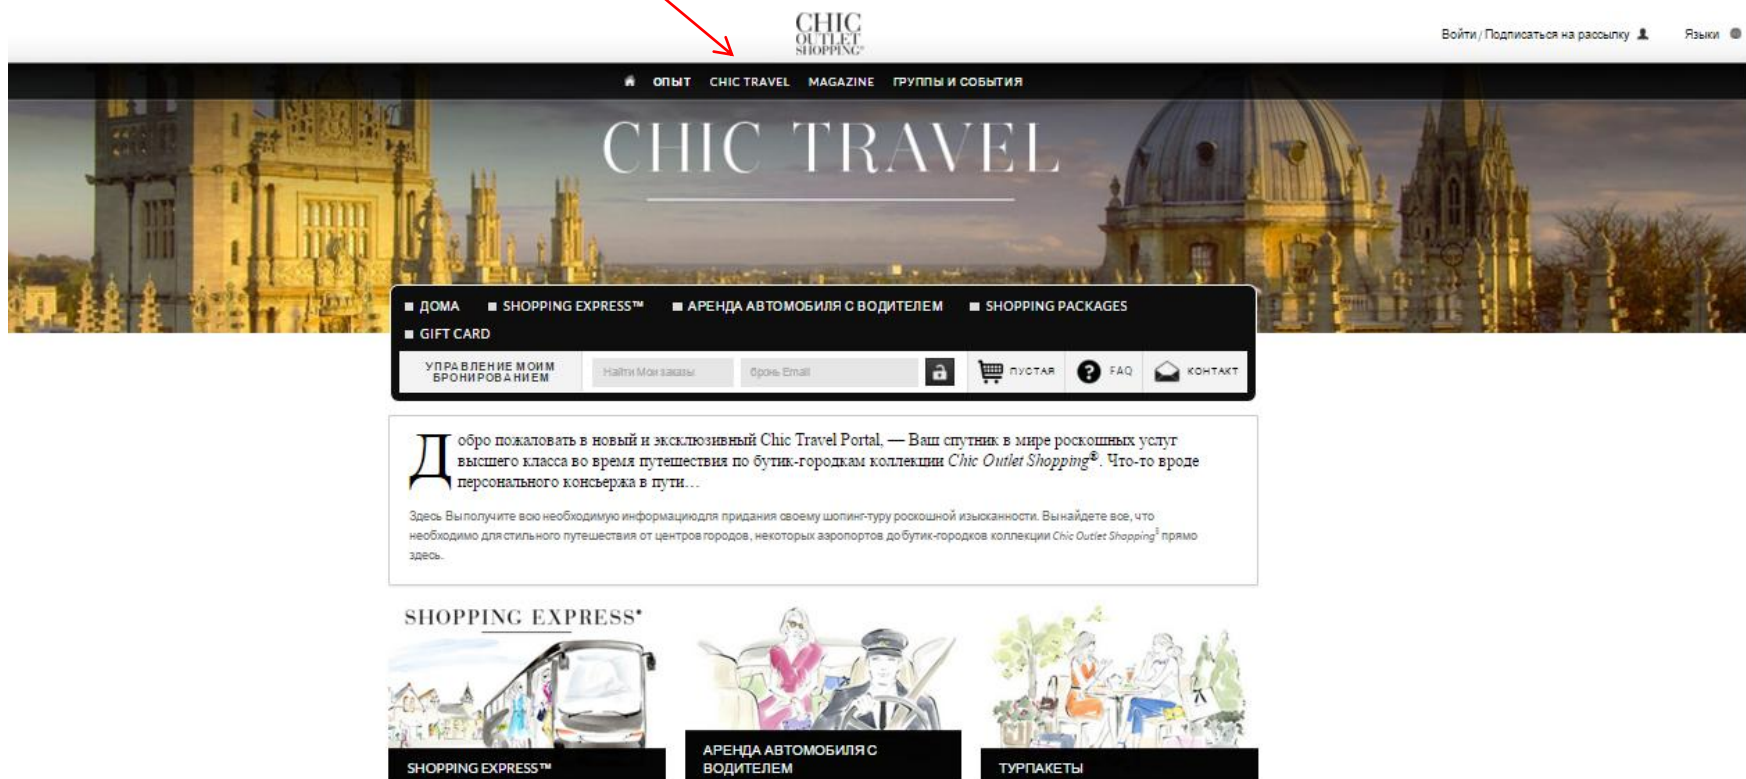 CHIC
OUTLET
SHOPPING®
Войти / Подписаться на рассылку
Языки
ОПЫТ CHIC TRAVEL MAGAZINE ГРУППЫ И СОБЫТИЯ
CHIC TRAVEL
ДОМА SHOPPING EXPRESS™ АРЕНДА АВТОМОБИЛЯ С ВОДИТЕЛЕМ SHOPPING PACKAGES
GIFT CARD
УПРАВЛЕНИЕ МОИМ
БРОНИРОВАНИЕМ
Найти Мои заказы
бронь Email
ПУСТАЯ
? FAQ
КОНТАКТ
Добро пожаловать в новый и эксклюзивный Chic Travel Portal, — Ваш спутник в мире роскошных услуг
высшего класса во время путешествия по бутик-городкам коллекции Chic Outlet Shopping®. Что-то вроде
персонального консьержа в пути…
Здесь Вы получите всю необходимую информациюдля придания своему шопинг-туру роскошной изысканности. Вы найдете все, что
необходимо для стильного путешествия от центров городов, некоторых аэропортов до бутик-городков коллекции Chic Outlet Shopping® прямо
здесь.
SHOPPING EXPRESS®
SHOPPING EXPRESS™
АРЕНДА АВТОМОБИЛЯ С
ВОДИТЕЛЕМ
ТУРПАКЕТЫ